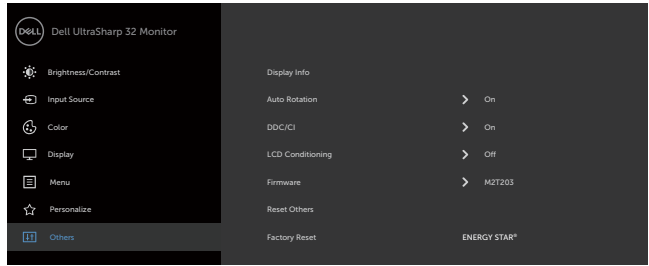 DELL Dell UltraSharp 32 Monitor
Brightness/Contrast Display Info
Input Source Auto Rotation On
Color DDC/CI On
Display LCD Conditioning Off
Menu Firmware M2T203
Personalize Reset Others
Others Factory Reset ENERGY STAR®